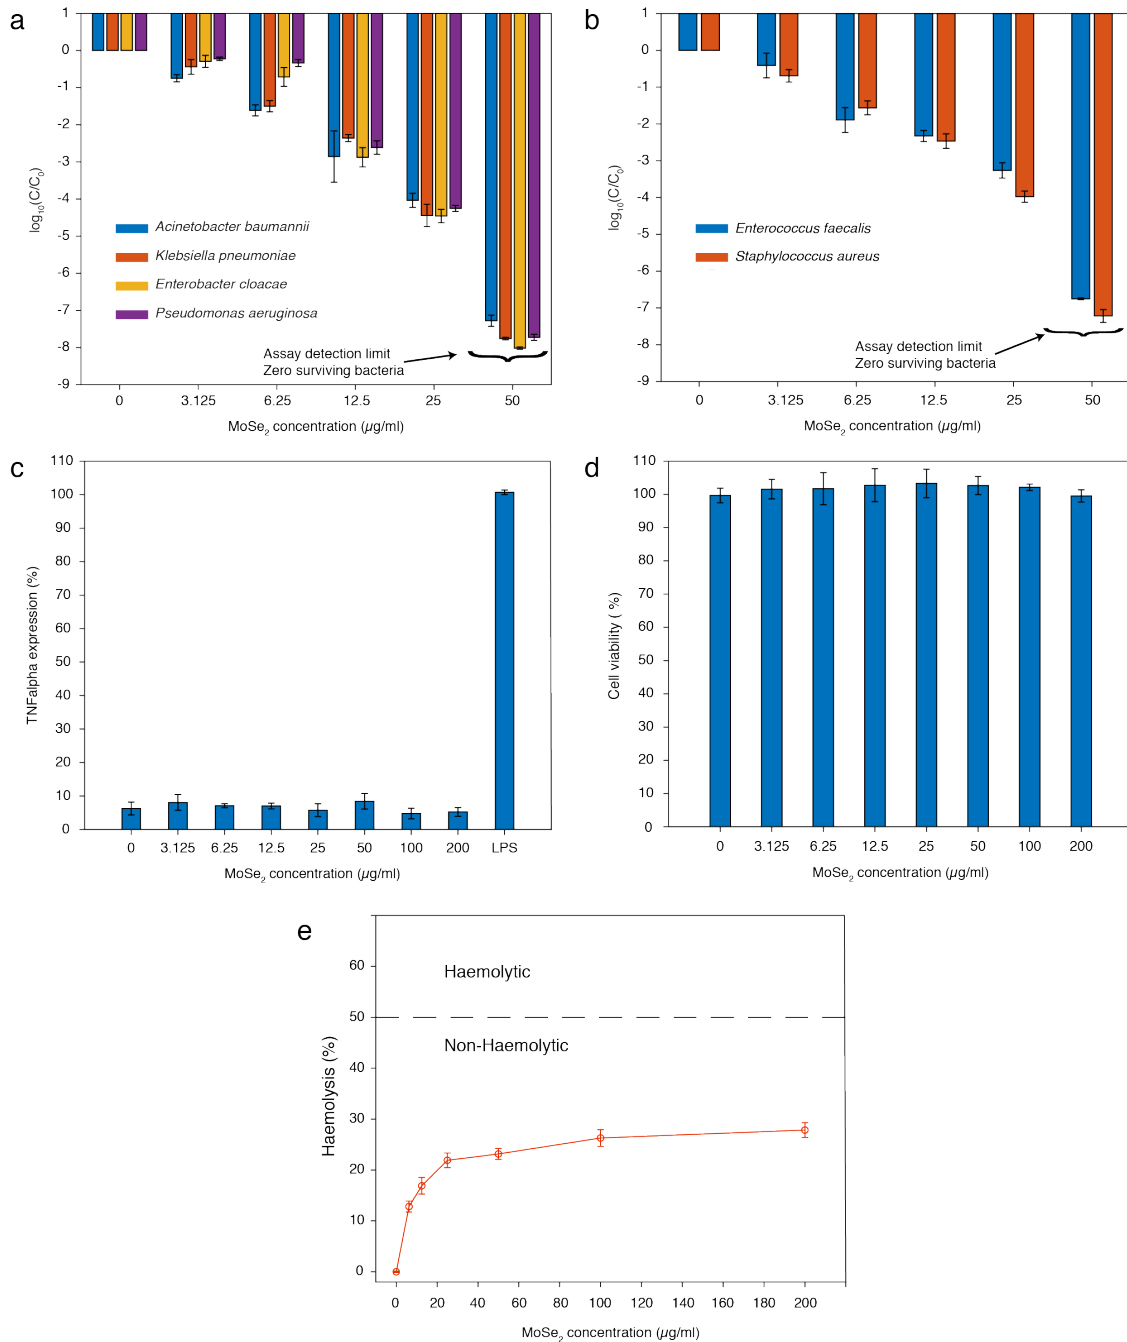 a
1
0
-1
-2
-3
-4
-5
-6
-7
-8
-9
log10(C/C0)
Acinetobacter baumannii
Klebsiella pneumoniae
Enterobacter cloacae
Pseudomonas aeruginosa
Assay detection limit
Zero surviving bacteria
0 3.125 6.25 12.5 25 50
MoSe2 concentration (µg/ml)
b
1
0
-1
-2
-3
-4
-5
-6
-7
-8
-9
log10(C/C0)
Enterococcus faecalis
Staphylococcus aureus
Assay detection limit
Zero surviving bacteria
0 3.125 6.25 12.5 25 50
MoSe2 concentration (µg/ml)
c
110
100
90
80
70
60
50
40
30
20
10
0
TNFalpha expression (%)
0 3.125 6.25 12.5 25 50 100 200 LPS
MoSe2 concentration (µg/ml)
d
110
100
90
80
70
60
50
40
30
20
10
0
Cell viability ( %)
0 3.125 6.25 12.5 25 50 100 200
MoSe2 concentration (µg/ml)
e
60
50
40
30
20
10
0
Haemolysis (%)
Haemolytic
Non-Haemolytic
0 20 40 60 80 100 120 140 160 180 200
MoSe2 concentration (µg/ml)